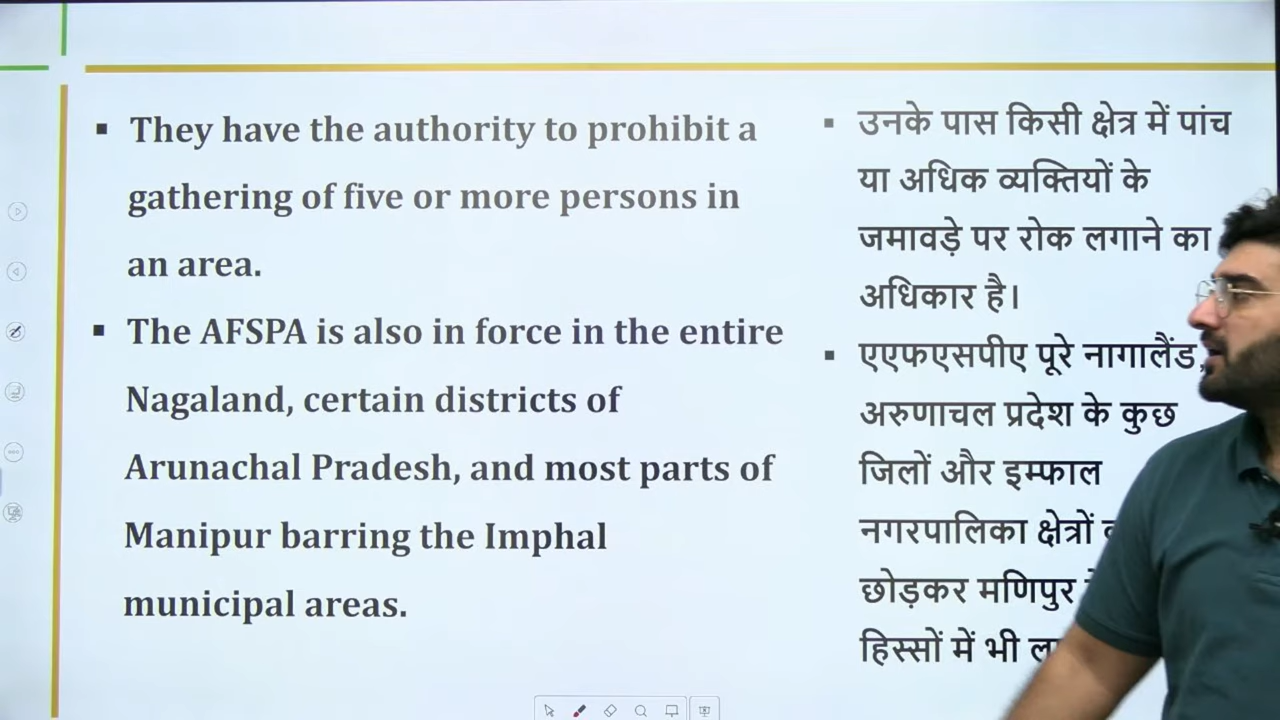 ▪ They have the authority to prohibit a
gathering of five or more persons in
an area.
▪ The AFSPA is also in force in the entire
Nagaland, certain districts of
Arunachal Pradesh, and most parts of
Manipur barring the Imphal
municipal areas.
▪ उनके पास किसी क्षेत्र में पांच
या अधिक व्यक्तियों के
जमावड़े पर रोक लगाने का
अधिकार है।
▪ एएफएसपीए पूरे नागालैंड,
अरुणाचल प्रदेश के कुछ
जिलों और इम्फाल
नगरपालिका क्षेत्रों
छोड़कर मणिपुर
हिस्सों में भी